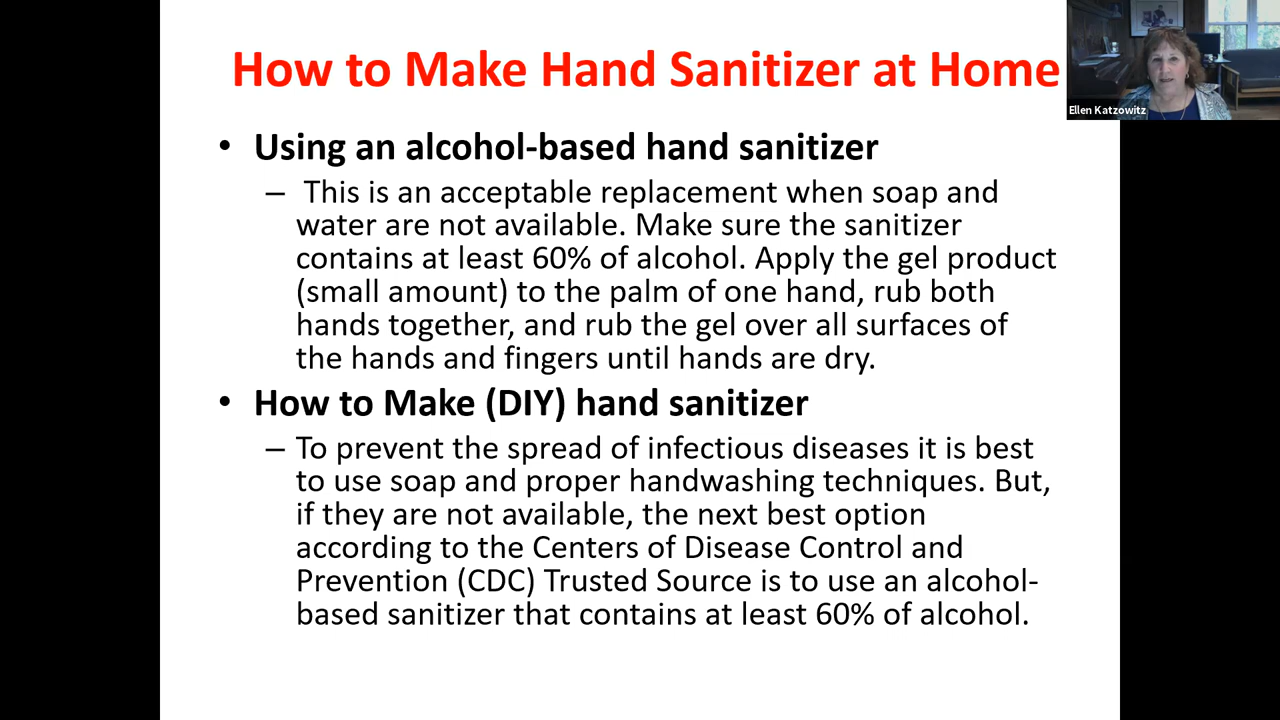 How to Make Hand Sanitizer at Home
Ellen Katzowitz
• Using an alcohol-based hand sanitizer
– This is an acceptable replacement when soap and
water are not available. Make sure the sanitizer
contains at least 60% of alcohol. Apply the gel product
(small amount) to the palm of one hand, rub both
hands together, and rub the gel over all surfaces of
the hands and fingers until hands are dry.
• How to Make (DIY) hand sanitizer
– To prevent the spread of infectious diseases it is best
to use soap and proper handwashing techniques. But,
if they are not available, the next best option
according to the Centers of Disease Control and
Prevention (CDC) Trusted Source is to use an alcohol-
based sanitizer that contains at least 60% of alcohol.